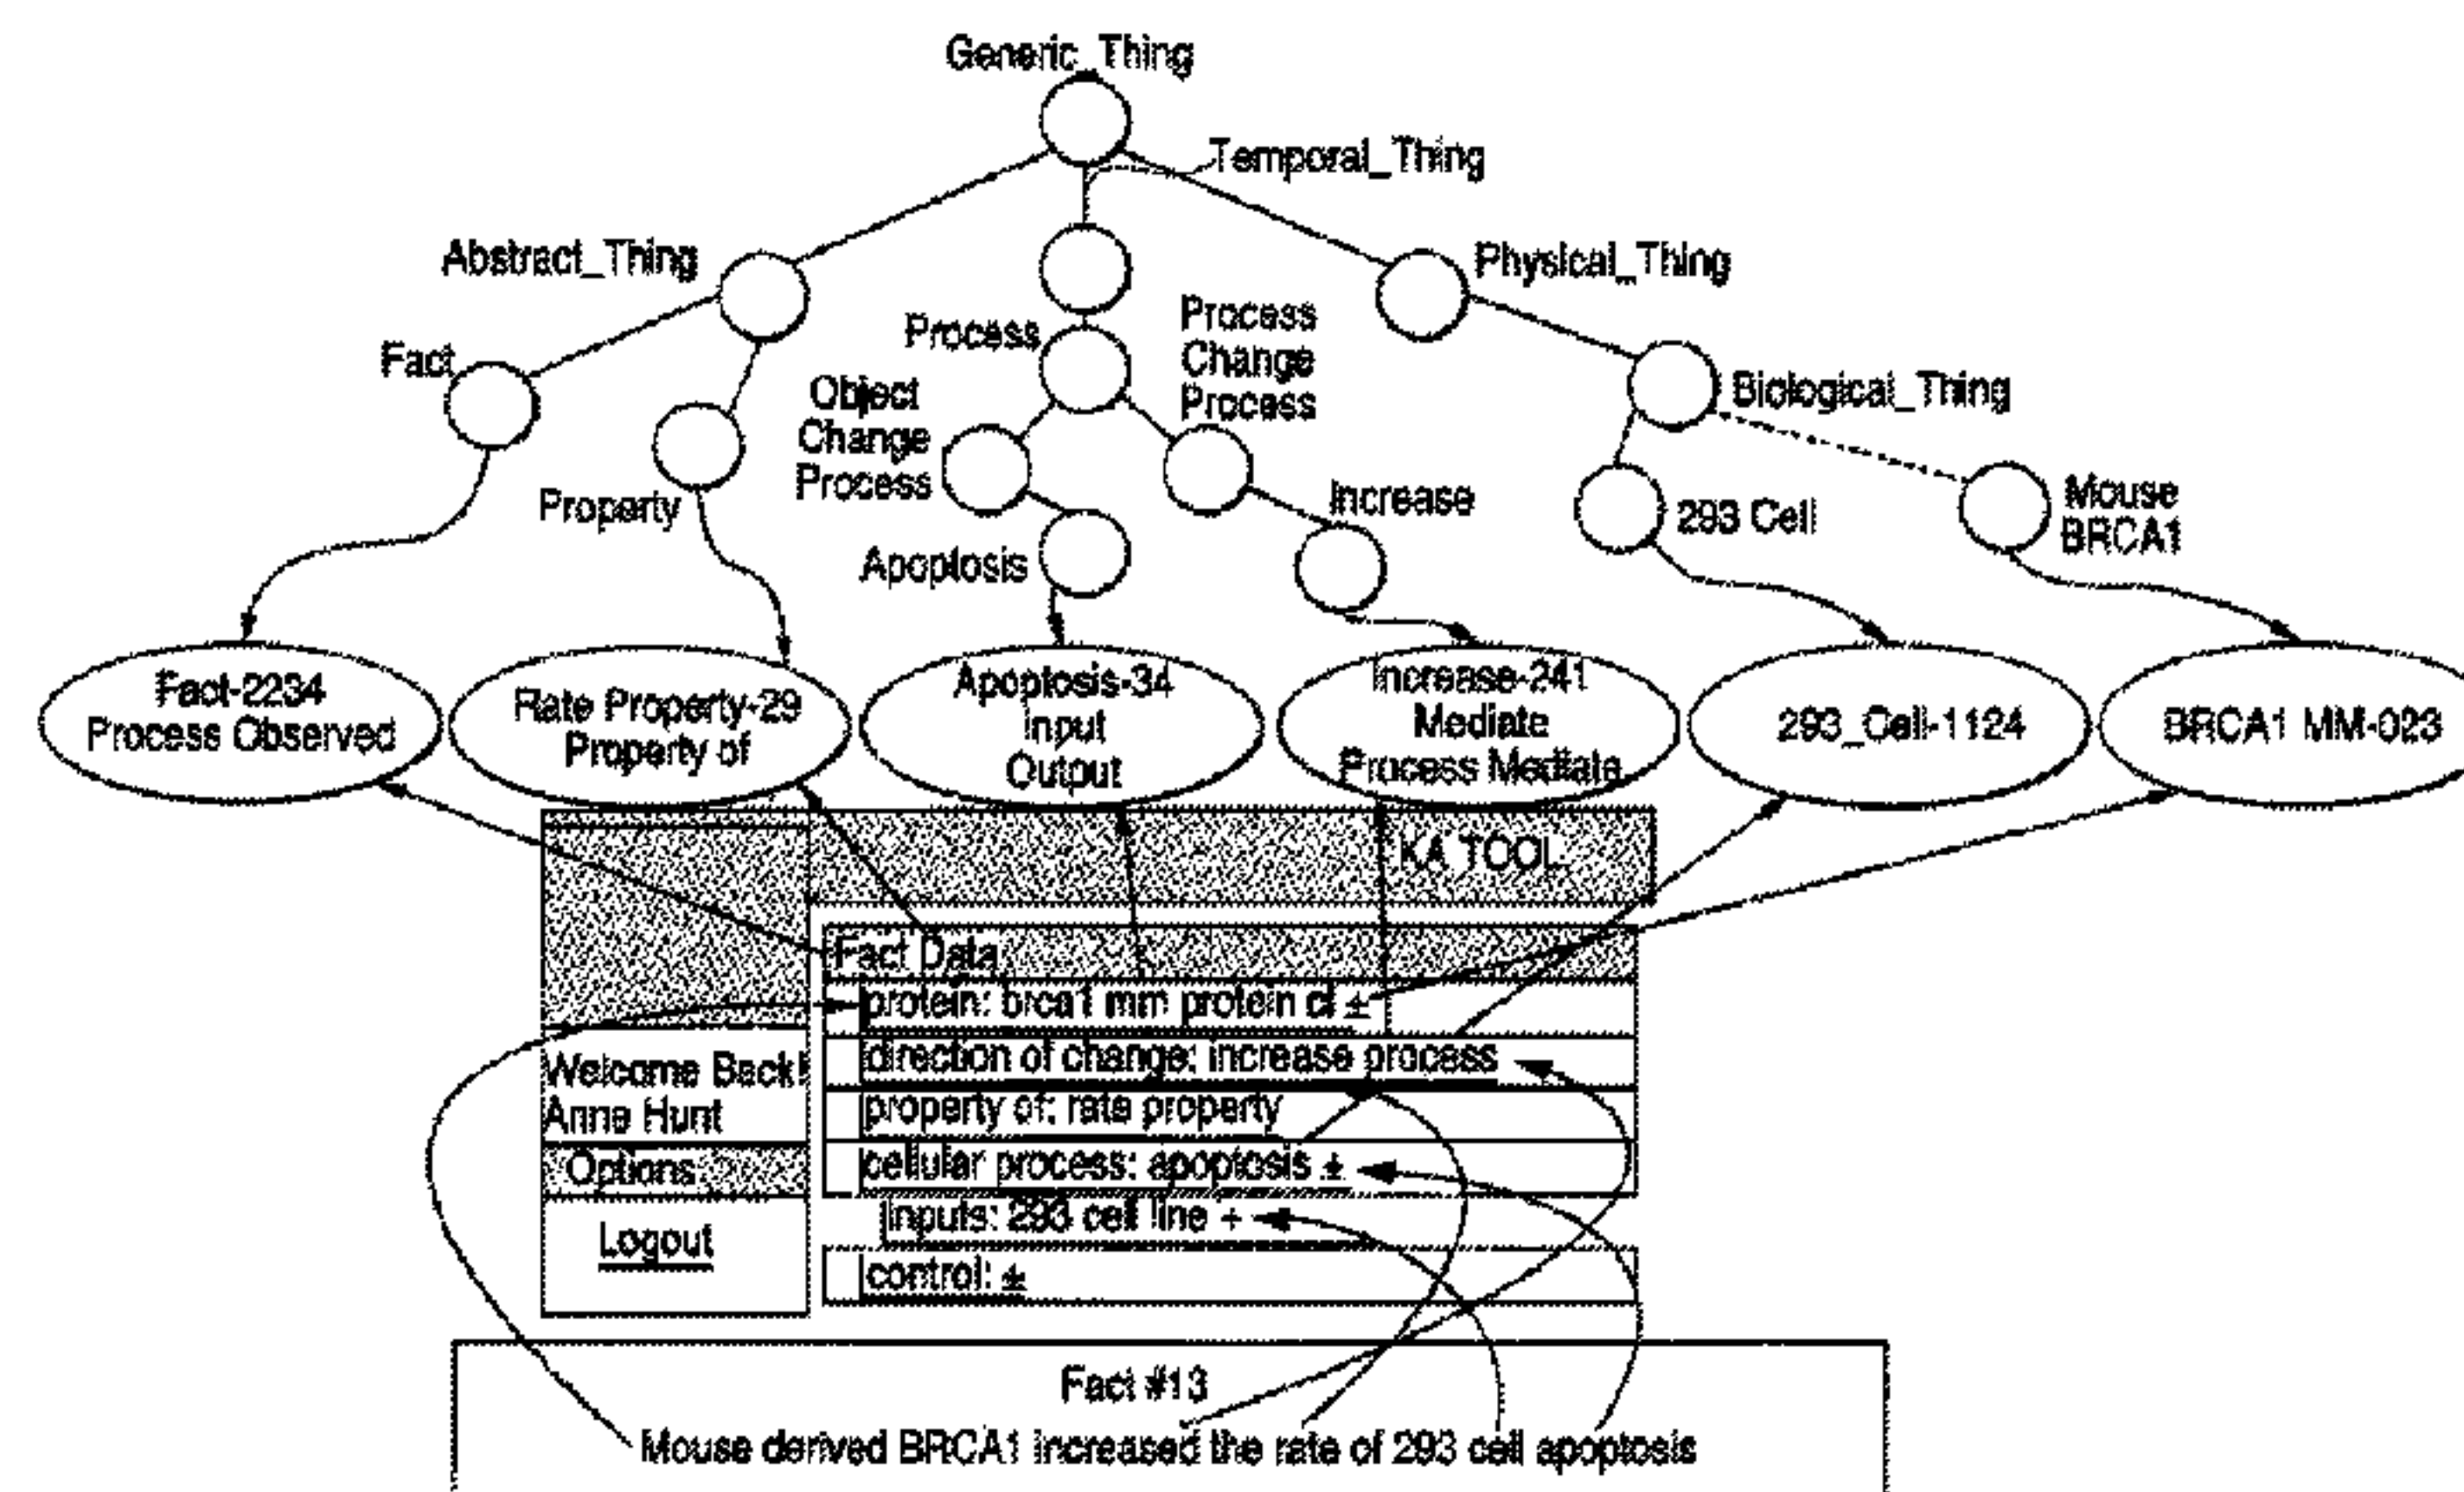 Generic_Thing
Temporal_Thing
Abstract_Thing
Physical_Thing
Process
Process
Change
Process
Fact
Object
Change
Process
Biological_Thing
Property
Increase
293 Cell
Mouse
BRCA1
Apoptosis
Fact-2234
Process Observed
Rate Property-29
Property of
Apoptosis-34
Input
Output
Increase-241
Mediate
Process Mediate
293_Cell-1124
BRCA1 MM-023
KA TOOL
Fact Data
protein: brca1 mm protein cl ±
direction of change: increase process
property of: rate property
cellular process: apoptosis ±
inputs: 293 cell line +
control: ±
Welcome Back!
Anne Hunt
Options
Logout
Fact #13
Mouse derived BRCA1 increased the rate of 293 cell apoptosis